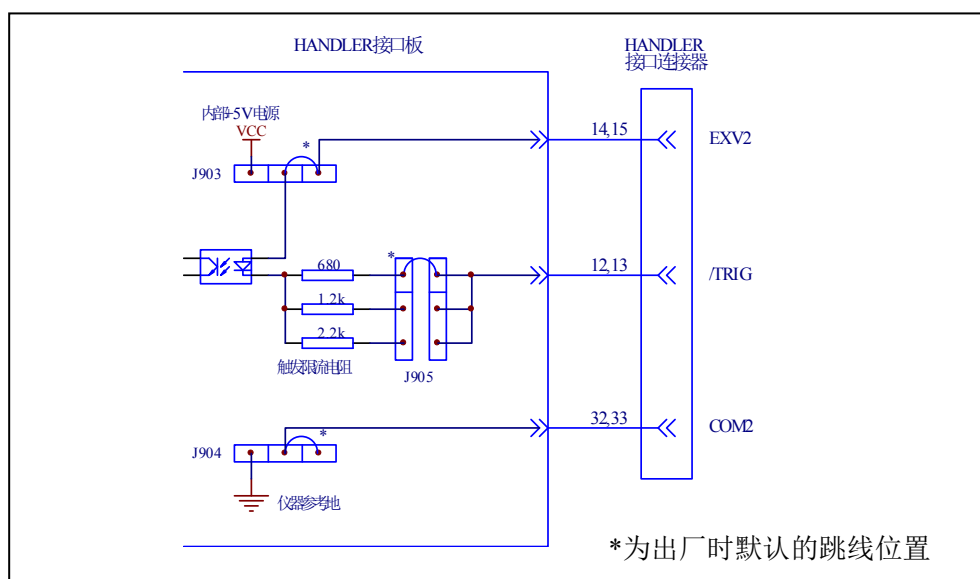 HANDLER接口板
HANDLER
接口连接器
内部-5V电源
VCC
*
J903
14,15
EXV2
680
*
1.2k
2.2k
12,13
/TRIG
触发限流电阻
J905
32,33
COM2
*
J904
仪器参考地
*为出厂时默认的跳线位置